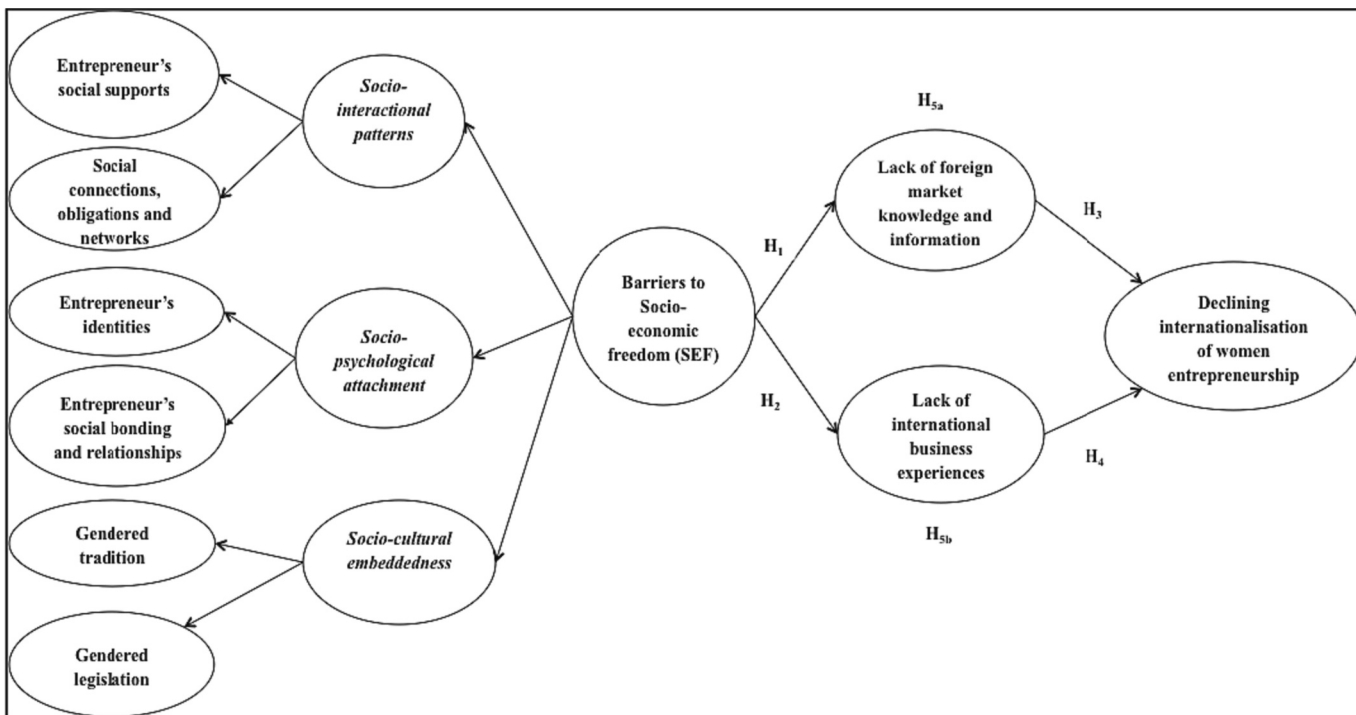 Entrepreneur's
social supports
Social
connections,
obligations and
networks
Entrepreneur's
identities
Entrepreneur's
social bonding
and relationships
Gendered
tradition
Gendered
legislation
Socio-
interactional
patterns
Socio-
psychological
attachment
Socio-cultural
embeddedness
Barriers to
Socio-
economic
freedom (SEF)
H1
H2
H5a
Lack of foreign
market
knowledge and
information
Lack of
international
business
experiences
H5b
H3
H4
Declining
internationalisation
of women
entrepreneurship